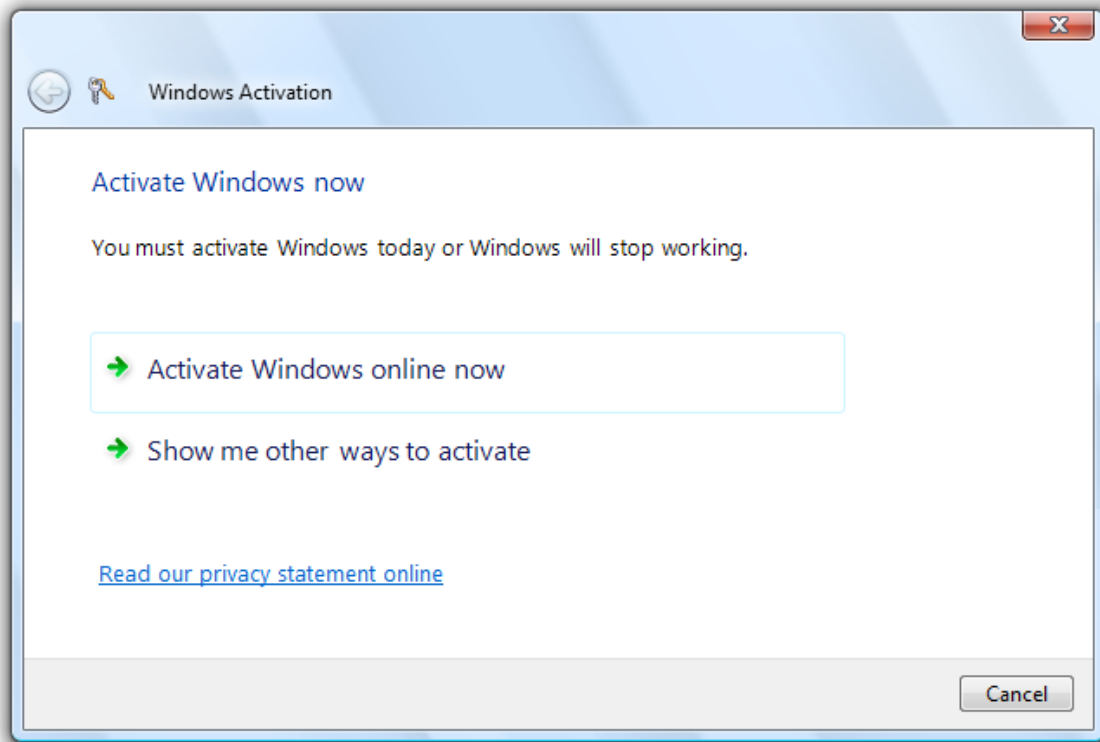 Windows Activation
Activate Windows now
You must activate Windows today or Windows will stop working.
Activate Windows online now
Show me other ways to activate
Read our privacy statement online
Cancel